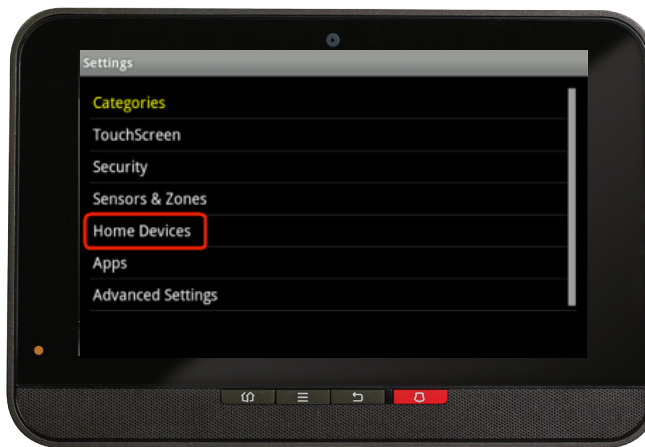 Settings
Categories
TouchScreen
Security
Sensors & Zones
Home Devices
Apps
Advanced Settings